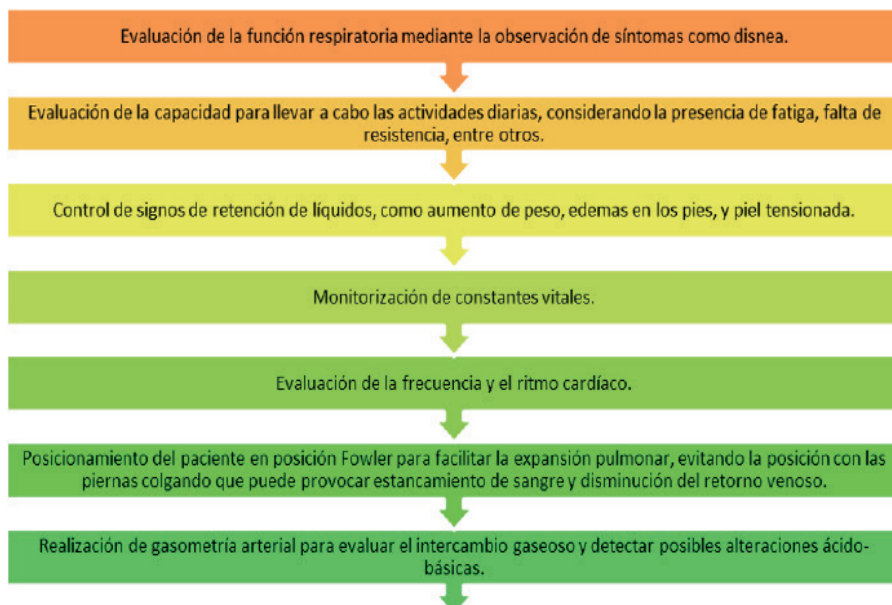 Evaluación de la función respiratoria mediante la observación de síntomas como disnea.
Evaluación de la capacidad para llevar a cabo las actividades diarias, considerando la presencia de fatiga, falta de
resistencia, entre otros.
Control de signos de retención de líquidos, como aumento de peso, edemas en los pies, y piel tensionada.
Monitorización de constantes vitales.
Evaluación de la frecuencia y el ritmo cardíaco.
Posicionamiento del paciente en posición Fowler para facilitar la expansión pulmonar, evitando la posición con las
piernas colgando que puede provocar estancamiento de sangre y disminución del retorno venoso.
Realización de gasometría arterial para evaluar el intercambio gaseoso y detectar posibles alteraciones ácido-
básicas.